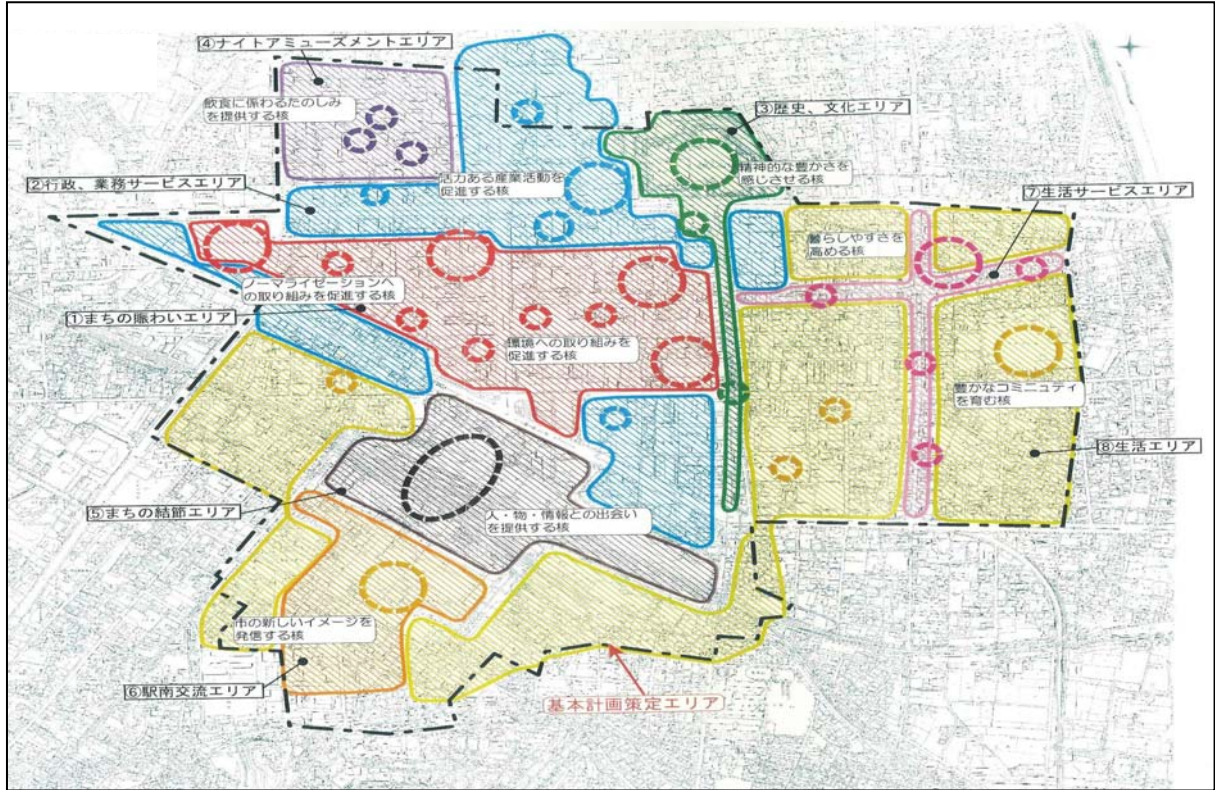 ④ナイトアミューズメントエリア
飲食に係わるたのしみ
を提供する核
③歴史、文化エリア
精神的な豊かさを
感じさせる核
②行政、業務サービスエリア
活力ある産業活動を
促進する核
⑦生活サービスエリア
暮らしやすさを
高める核
ノーマライゼーションへ
の取り組みを促進する核
①まちの賑わいエリア
環境への取り組みを
促進する核
豊かなコミニュティ
を育む核
⑧生活エリア
⑤まちの結節エリア
人・物・情報との出会い
を提供する核
市の新しいイメージを
発信する核
⑥駅南交流エリア
基本計画策定エリア